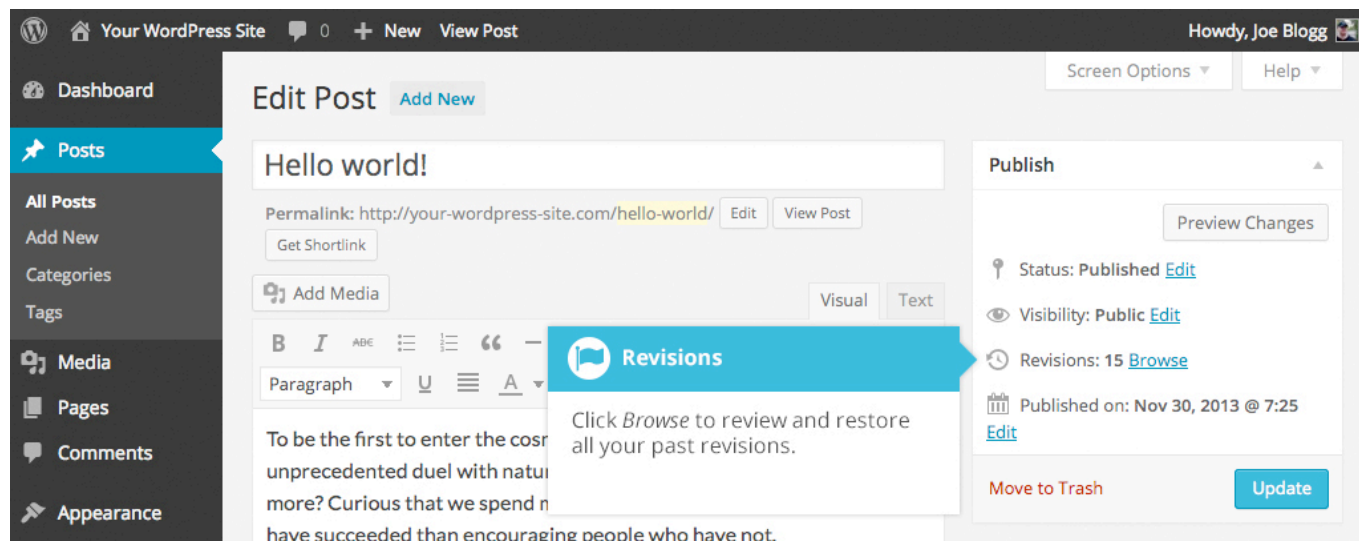 Your WordPress Site 0 + New View Post Howdy, Joe Blogg
Screen Options Help
Dashboard
Posts
All Posts
Add New
Categories
Tags
Media
Pages
Comments
Appearance
Edit Post Add New
Hello world!
Permalink: http://your-wordpress-site.com/hello-world/ Edit View Post
Get Shortlink
Add Media
Visual Text
B I ABC
Paragraph U A
To be the first to enter the
unprecedented duel with
more? Curious that we spend
have succeeded than encouraging people who have not.
Revisions
Click Browse to review and restore
all your past revisions.
Publish
Preview Changes
Status: Published Edit
Visibility: Public Edit
Revisions: 15 Browse
Published on: Nov 30, 2013 @ 7:25
Edit
Move to Trash Update